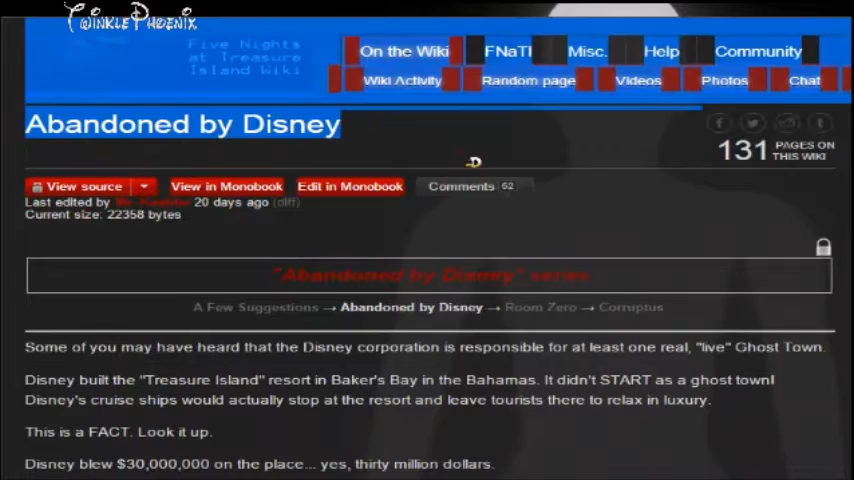 TWINKLEPHOENIX
Five Nights
at Treasure
Island Wiki
On the Wiki FNaTI Misc. Help Community
Wiki Activity Random page Videos Photos Chat
Abandoned by Disney
131 PAGES ON
THIS WIKI
View source View in Monobook Edit in Monobook Comments 52
Last edited by 20 days ago (diff)
Current size: 22358 bytes
"Abandoned by Disney" series
A Few Suggestions → Abandoned by Disney → Room Zero → Corruptus
Some of you may have heard that the Disney corporation is responsible for at least one real, "live" Ghost Town.
Disney built the "Treasure Island" resort in Baker's Bay in the Bahamas. It didn't START as a ghost town!
Disney's cruise ships would actually stop at the resort and leave tourists there to relax in luxury.
This is a FACT. Look it up.
Disney blew $30,000,000 on the place... yes, thirty million dollars.